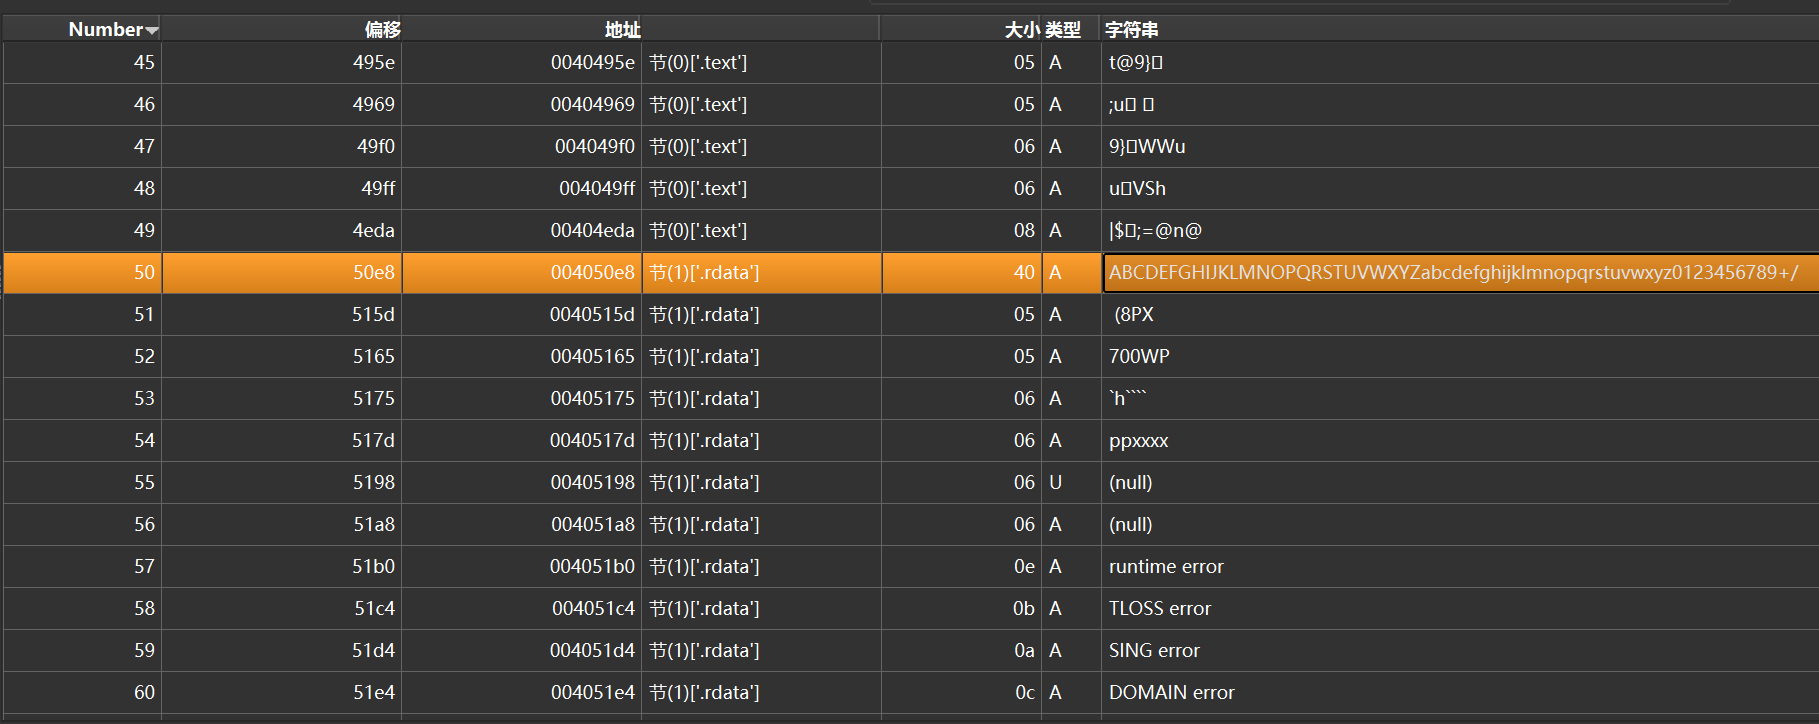 Number 偏移 地址 大小 类型 字符串
45 495e 0040495e 节(0)['.text'] 05 A t@9}▯
46 4969 00404969 节(0)['.text'] 05 A ;u▯ ▯
47 49f0 004049f0 节(0)['.text'] 06 A 9}▯WWu
48 49ff 004049ff 节(0)['.text'] 06 A u▯VSh
49 4eda 00404eda 节(0)['.text'] 08 A |$▯;=@n@
50 50e8 004050e8 节(1)['.rdata'] 40 A ABCDEFGHIJKLMNOPQRSTUVWXYZabcdefghijklmnopqrstuvwxyz0123456789+/
51 515d 0040515d 节(1)['.rdata'] 05 A (8PX
52 5165 00405165 节(1)['.rdata'] 05 A 700WP
53 5175 00405175 节(1)['.rdata'] 06 A `h````
54 517d 0040517d 节(1)['.rdata'] 06 A ppxxxx
55 5198 00405198 节(1)['.rdata'] 06 U (null)
56 51a8 004051a8 节(1)['.rdata'] 06 A (null)
57 51b0 004051b0 节(1)['.rdata'] 0e A runtime error
58 51c4 004051c4 节(1)['.rdata'] 0b A TLOSS error
59 51d4 004051d4 节(1)['.rdata'] 0a A SING error
60 51e4 004051e4 节(1)['.rdata'] 0c A DOMAIN error